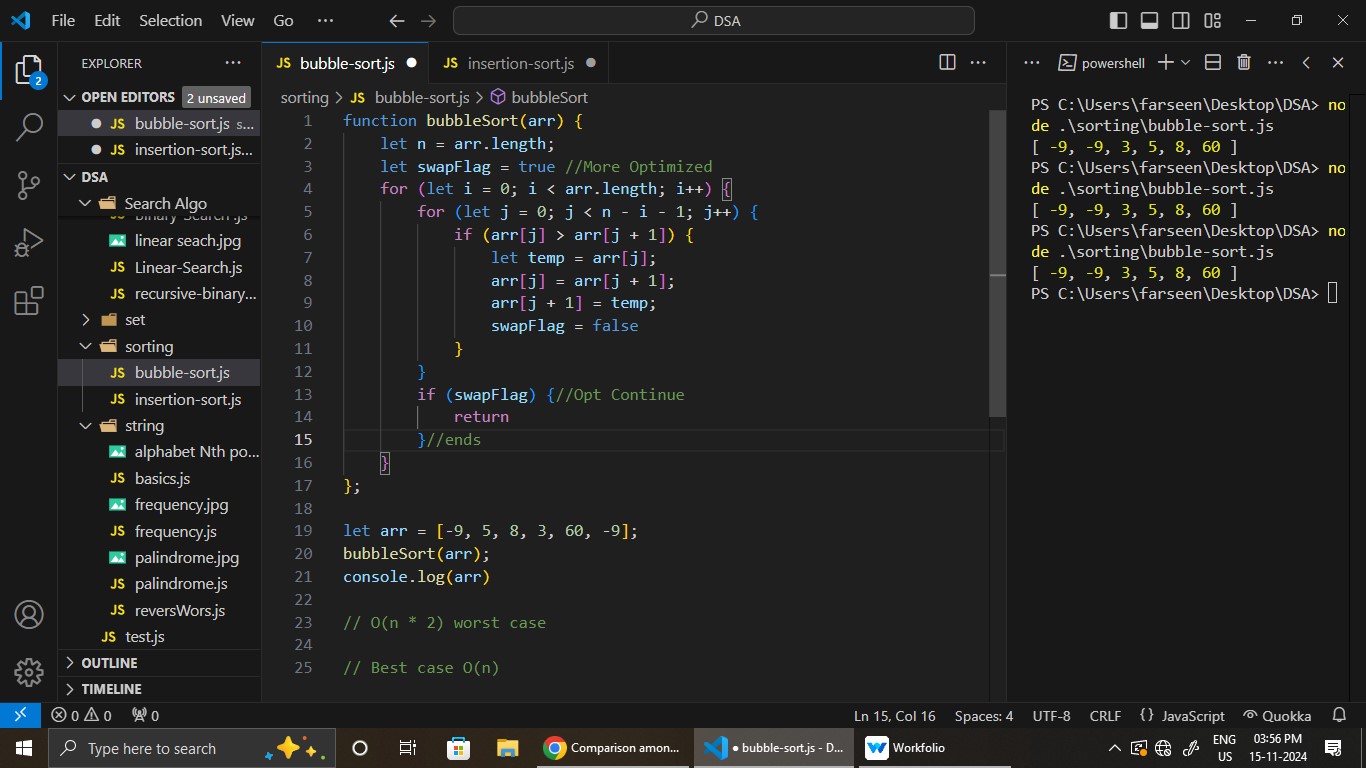 File Edit Selection View Go ··· DSA
EXPLORER ···
OPEN EDITORS 2 unsaved
JS bubble-sort.js s...
JS insertion-sort.js...
DSA
Search Algo
Binary-Search .js
linear seach.jpg
JS Linear-Search.js
JS recursive-binary...
set
sorting
JS bubble-sort.js
JS insertion-sort.js
string
alphabet Nth po...
JS basics.js
frequency.jpg
JS frequency.js
palindrome.jpg
JS palindrome.js
JS reversWors.js
JS test.js
OUTLINE
TIMELINE
2
JS bubble-sort.js JS insertion-sort.js ···
sorting > JS bubble-sort.js > bubbleSort
1 function bubbleSort(arr) {
2 let n = arr.length;
3 let swapFlag = true //More Optimized
4 for (let i = 0; i < arr.length; i++) {
5 for (let j = 0; j < n - i - 1; j++) {
6 if (arr[j] > arr[j + 1]) {
7 let temp = arr[j];
8 arr[j] = arr[j + 1];
9 arr[j + 1] = temp;
10 swapFlag = false
11 }
12 }
13 if (swapFlag) {//Opt Continue
14 return
15 }//ends
16 }
17 };
18
19 let arr = [-9, 5, 8, 3, 60, -9];
20 bubbleSort(arr);
21 console.log(arr)
22
23 // O(n * 2) worst case
24
25 // Best case O(n)
··· powershell ···
PS C:\Users\farseen\Desktop\DSA> no
de .\sorting\bubble-sort.js
[ -9, -9, 3, 5, 8, 60 ]
PS C:\Users\farseen\Desktop\DSA> no
de .\sorting\bubble-sort.js
[ -9, -9, 3, 5, 8, 60 ]
PS C:\Users\farseen\Desktop\DSA> no
de .\sorting\bubble-sort.js
[ -9, -9, 3, 5, 8, 60 ]
PS C:\Users\farseen\Desktop\DSA>
0 0 0 Ln 15, Col 16 Spaces: 4 UTF-8 CRLF {} JavaScript Quokka
Type here to search Comparison amon... ● bubble-sort.js - D... W Workfolio ENG 03:56 PM
US 15-11-2024